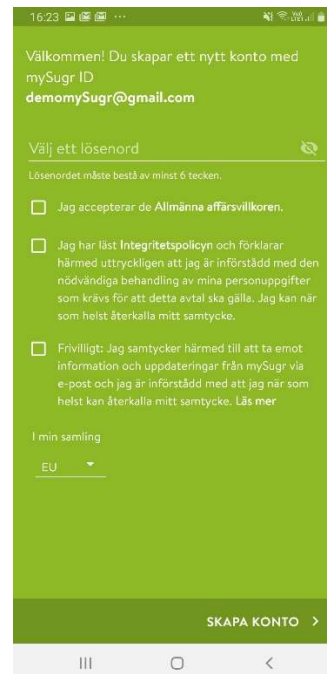 16:23
Välkommen! Du skapar ett nytt konto med
mySugr ID
demomySugr@gmail.com
Välj ett lösenord
Lösenordet måste bestå av minst 6 tecken.
Jag accepterar de Allmänna affärsvillkoren.
Jag har läst Integritetspolicyn och förklarar
härmed uttryckligen att jag är införstådd med den
nödvändiga behandling av mina personuppgifter
som krävs för att detta avtal ska gälla. Jag kan när
som helst återkalla mitt samtycke.
Frivilligt: Jag samtycker härmed till att ta emot
information och uppdateringar från mySugr via
e-post och jag är införstådd med att jag när som
helst kan återkalla mitt samtycke. Läs mer
I min samling
EU
SKAPA KONTO